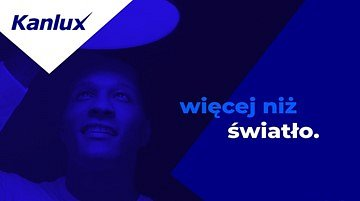 Kanlux
więcej niż
światło.